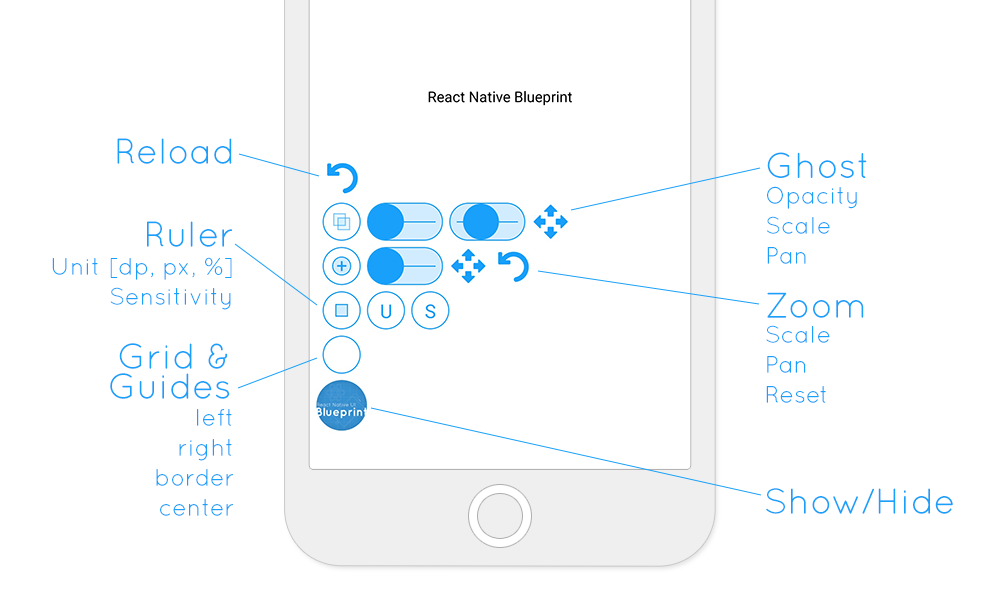 React Native Blueprint
Reload
Ruler
Unit [dp, px, %]
Sensitivity
Grid &
Guides
left
right
border
center
U
S
React Native UI
Blueprint
Ghost
Opacity
Scale
Pan
Zoom
Scale
Pan
Reset
Show/Hide